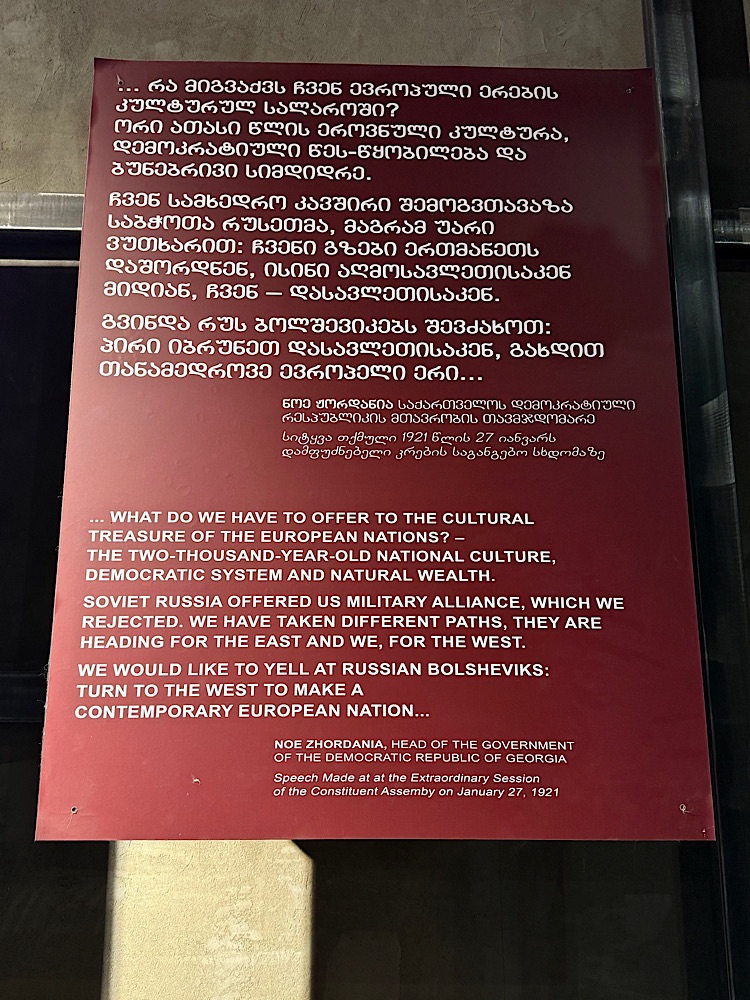 ... რა მიგვაქვს ჩვენ ევროპული ერების
კულტურულ სალაროში?
ორი ათასი წლის ეროვნული კულტურა,
დემოკრატიული წეს-წყობილება და
ბუნებრივი სიმდიდრე.
ჩვენ სამხედრო კავშირი შემოგვთავაზა
საბჭოთა რუსეთმა, მაგრამ უარი
ვუთხარით: ჩვენი გზები ერთმანეთს
დაშორდნენ, ისინი აღმოსავლეთისაკენ
მიდიან, ჩვენ – დასავლეთისაკენ.
გვინდა რუს ბოლშევიკებს შევძახოთ:
პირი იბრუნეთ დასავლეთისაკენ, გახდით
თანამედროვე ევროპელი ერი...
ნოე ჟორდანია საქართველოს დემოკრატიული
რესპუბლიკის მთავრობის თავმჯდომარე
სიტყვა თქმული 1921 წლის 27 იანვარს
დამფუძნებელი კრების საგანგებო სხდომაზე
... WHAT DO WE HAVE TO OFFER TO THE CULTURAL
TREASURE OF THE EUROPEAN NATIONS? –
THE TWO-THOUSAND-YEAR-OLD NATIONAL CULTURE,
DEMOCRATIC SYSTEM AND NATURAL WEALTH.
SOVIET RUSSIA OFFERED US MILITARY ALLIANCE, WHICH WE
REJECTED. WE HAVE TAKEN DIFFERENT PATHS, THEY ARE
HEADING FOR THE EAST AND WE, FOR THE WEST.
WE WOULD LIKE TO YELL AT RUSSIAN BOLSHEVIKS:
TURN TO THE WEST TO MAKE A
CONTEMPORARY EUROPEAN NATION...
NOE ZHORDANIA, HEAD OF THE GOVERNMENT
OF THE DEMOCRATIC REPUBLIC OF GEORGIA
Speech Made at at the Extraordinary Session
of the Constituent Assemby on January 27, 1921